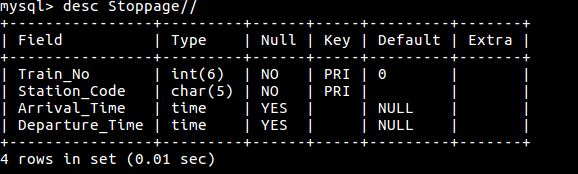 mysql> desc Stoppage//
+----------------+---------+------+-----+---------+-------+
| Field          | Type    | Null | Key | Default | Extra |
+----------------+---------+------+-----+---------+-------+
| Train_No       | int(6)  | NO   | PRI | 0       |       |
| Station_Code   | char(5) | NO   | PRI |         |       |
| Arrival_Time   | time    | YES  |     | NULL    |       |
| Departure_Time | time    | YES  |     | NULL    |       |
+----------------+---------+------+-----+---------+-------+
4 rows in set (0.01 sec)